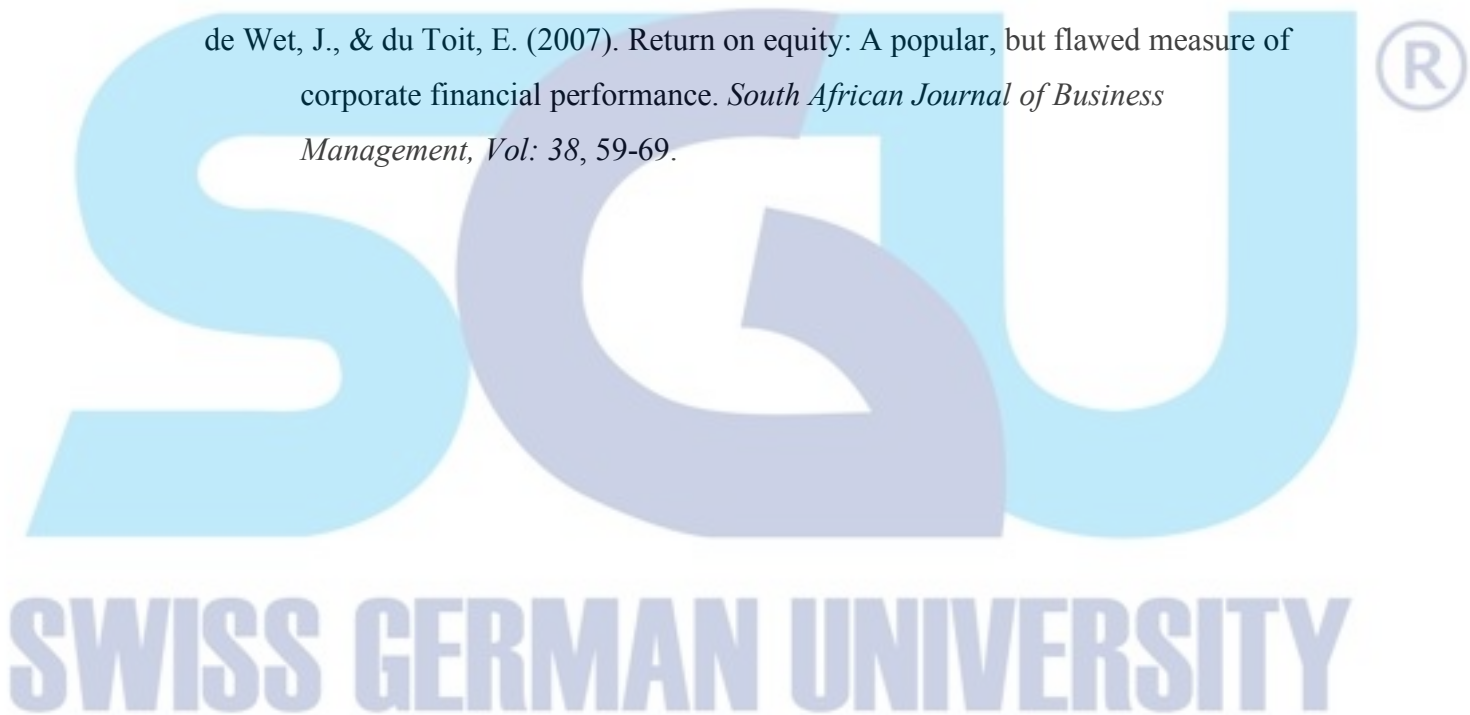 de Wet, J., & du Toit, E. (2007). Return on equity: A popular, but flawed measure of
corporate financial performance. South African Journal of Business
Management, Vol: 38, 59-69.
SGU ®
SWISS GERMAN UNIVERSITY